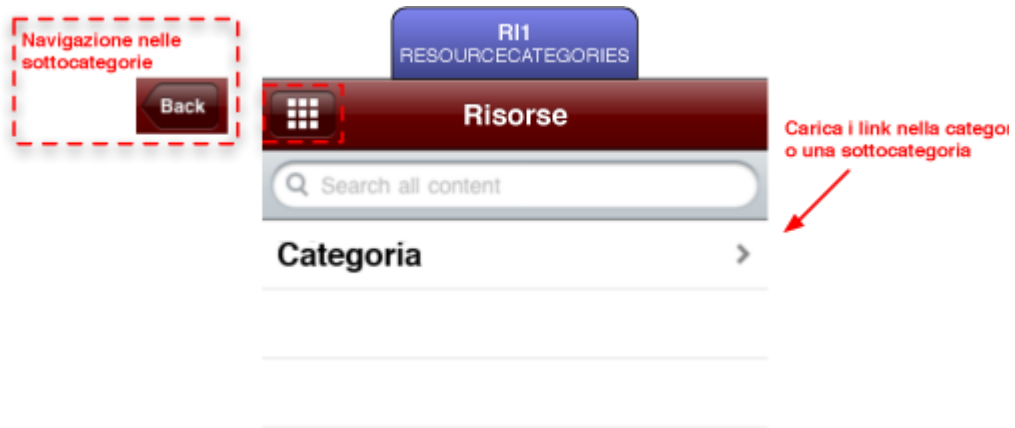 Navigazione nelle
sottocategorie
Back
RI1
RESOURCECATEGORIES
Risorse
Search all content
Categoria
Carica i link nella categor
o una sottocategoria